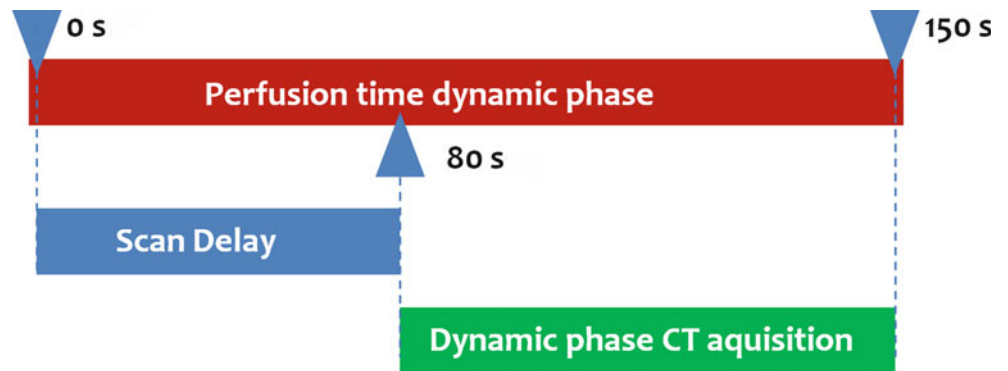 0 s
150 s
Perfusion time dynamic phase
80 s
Scan Delay
Dynamic phase CT aquisition